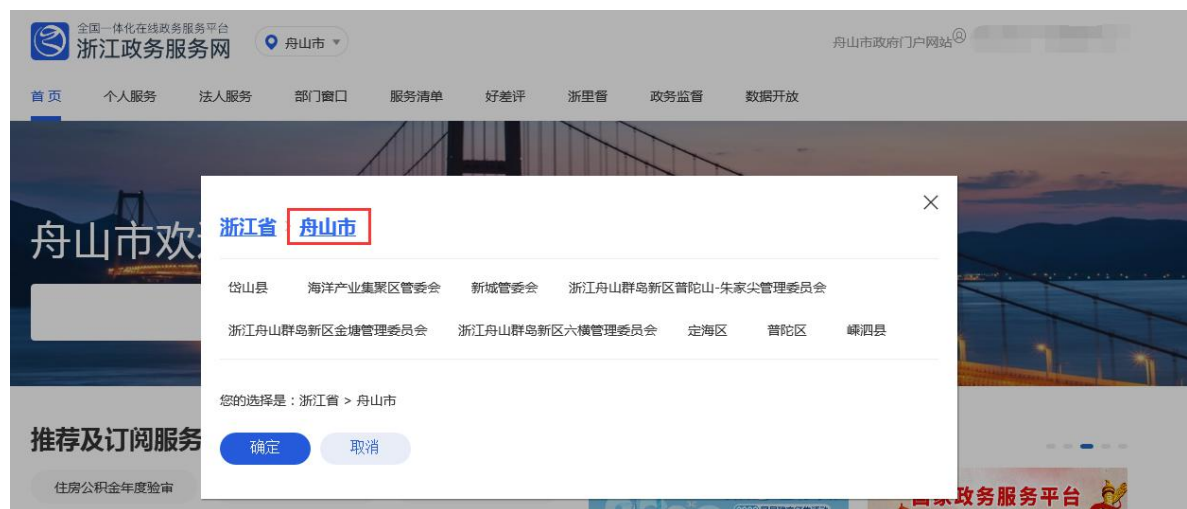 全国一体化在线政务服务平台
浙江政务服务网
舟山市
舟山市政府门户网站
首页 个人服务 法人服务 部门窗口 服务清单 好差评 浙里督 政务监督 数据开放
舟山市欢
浙江省 舟山市
岱山县 海洋产业集聚区管委会 新城管委会 浙江舟山群岛新区普陀山-朱家尖管理委员会
浙江舟山群岛新区金塘管理委员会 浙江舟山群岛新区六横管理委员会 定海区 普陀区 嵊泗县
您的选择是：浙江省 > 舟山市
确定 取消
推荐及订阅服务
住房公积金年度验审
国家政务服务平台